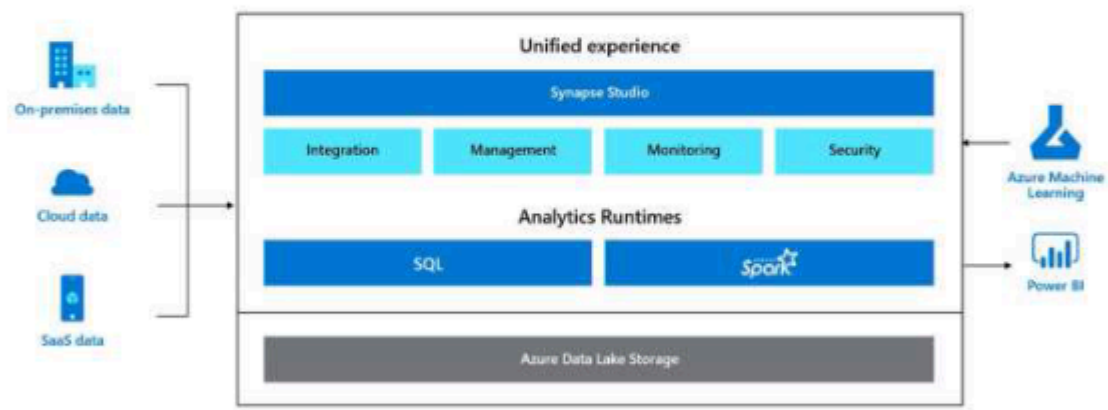 Unified experience
Synapse Studio
Integration
Management
Monitoring
Security
Analytics Runtimes
SQL
Spark
Azure Data Lake Storage
On-premises data
Cloud data
SaaS data
Azure Machine
Learning
Power BI